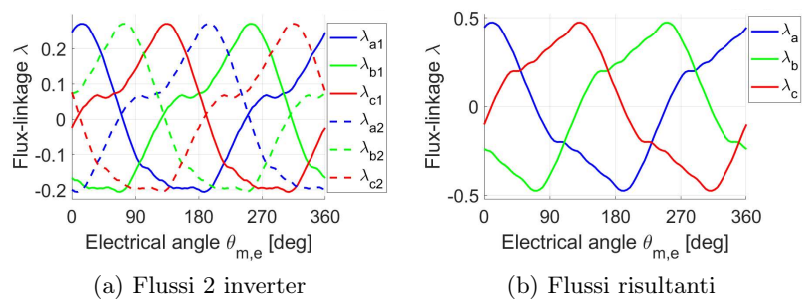 Flux-linkage λ
0.2
0.1
0
-0.1
-0.2
0
90
180
270
360
Electrical angle θm,e [deg]
λa1
λb1
λc1
λa2
λb2
λc2
(a) Flussi 2 inverter
Flux-linkage λ
0.5
0
-0.5
0
90
180
270
360
Electrical angle θm,e [deg]
λa
λb
λc
(b) Flussi risultanti